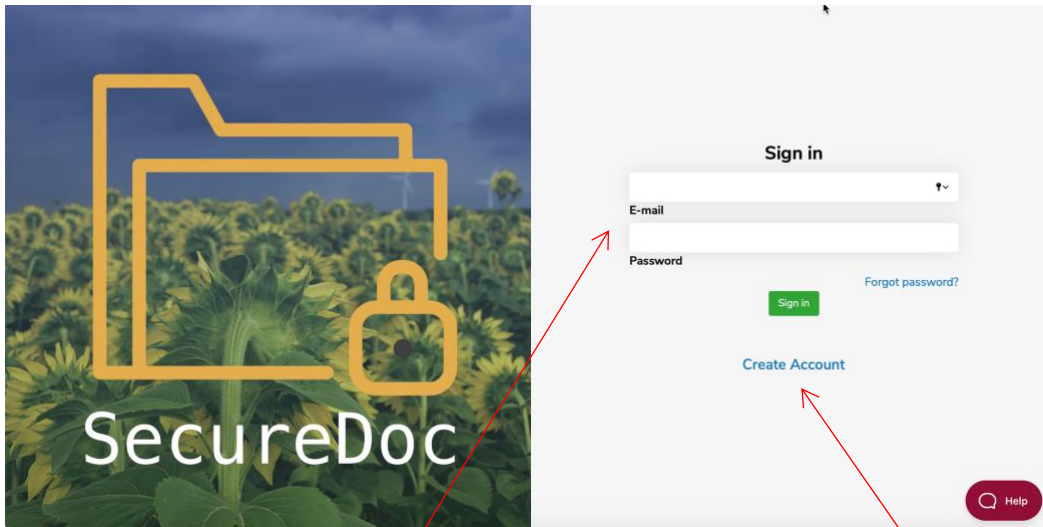 SecureDoc
Sign in
E-mail
Password
Forgot password?
Sign in
Create Account
Help